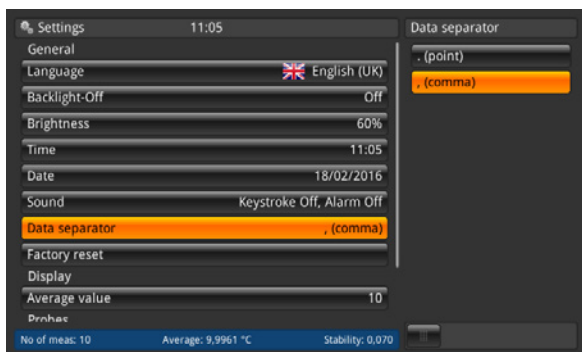 Settings 11:05
General
Language English (UK)
Backlight-Off Off
Brightness 60%
Time 11:05
Date 18/02/2016
Sound Keystroke Off, Alarm Off
Data separator , (comma)
Factory reset
Display
Average value 10
Probes
No of meas: 10 Average: 9,9961 °C Stability: 0,070
Data separator
. (point)
, (comma)